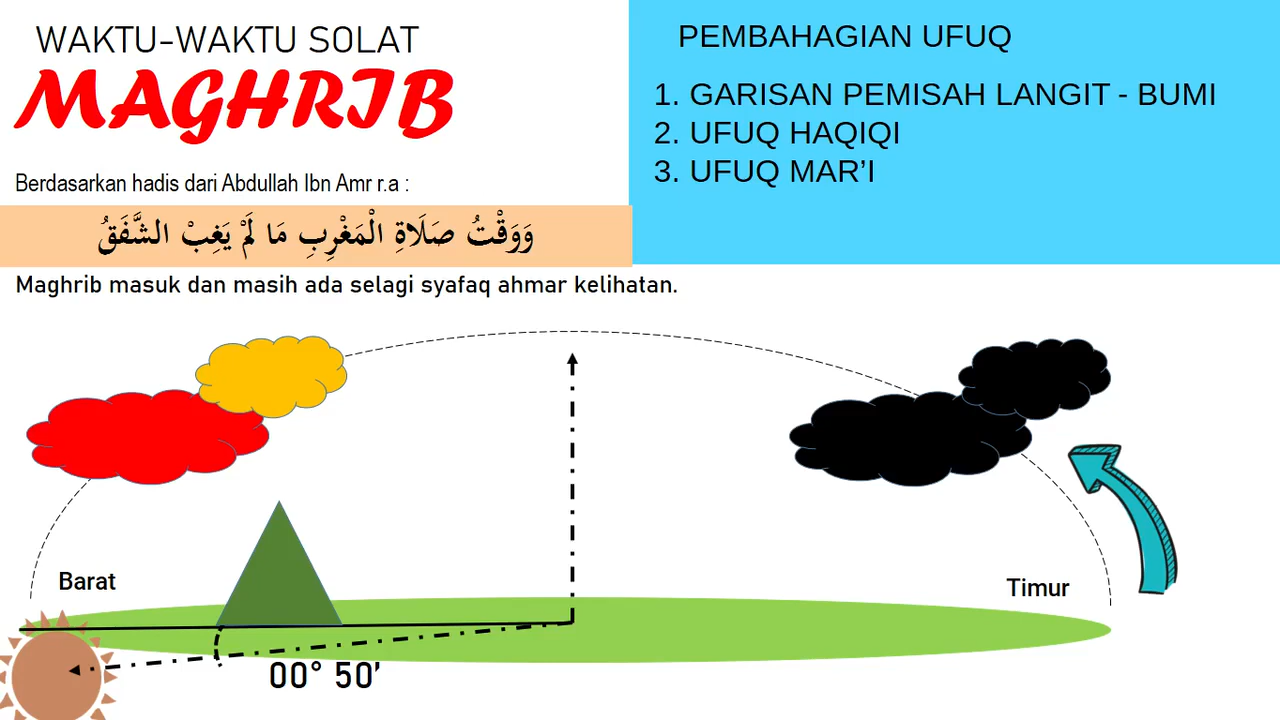 WAKTU-WAKTU SOLAT
MAGHRIB
Berdasarkan hadis dari Abdullah Ibn Amr r.a :
وَوَقْتُ صَلَاةِ الْمَغْرِبِ مَا لَمْ يَغِبْ الشَّفَقُ
Maghrib masuk dan masih ada selagi syafaq ahmar kelihatan.
PEMBAHAGIAN UFUQ
1. GARISAN PEMISAH LANGIT - BUMI
2. UFUQ HAQIQI
3. UFUQ MAR’I
Barat
Timur
00° 50’